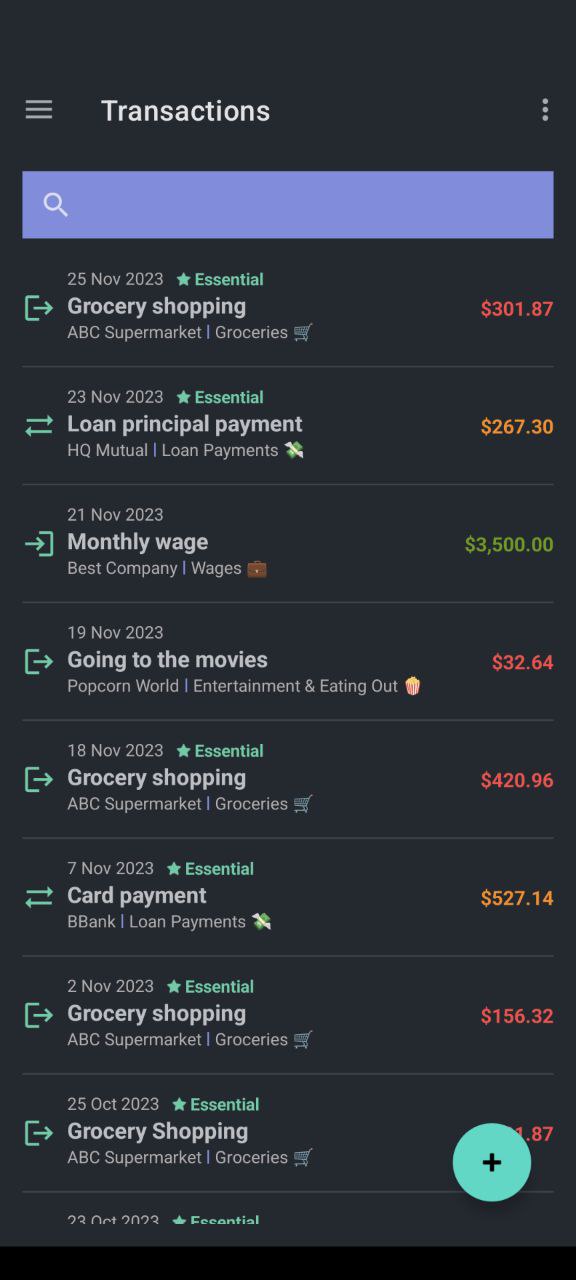 Transactions
25 Nov 2023 Essential
Grocery shopping
$301.87
ABC Supermarket | Groceries
23 Nov 2023 Essential
Loan principal payment
$267.30
HQ Mutual | Loan Payments
21 Nov 2023
Monthly wage
$3,500.00
Best Company | Wages
19 Nov 2023
Going to the movies
$32.64
Popcorn World | Entertainment & Eating Out
18 Nov 2023 Essential
Grocery shopping
$420.96
ABC Supermarket | Groceries
7 Nov 2023 Essential
Card payment
$527.14
BBank | Loan Payments
2 Nov 2023 Essential
Grocery shopping
$156.32
ABC Supermarket | Groceries
25 Oct 2023 Essential
Grocery Shopping
ABC Supermarket | Groceries
23 Oct 2023 Essential